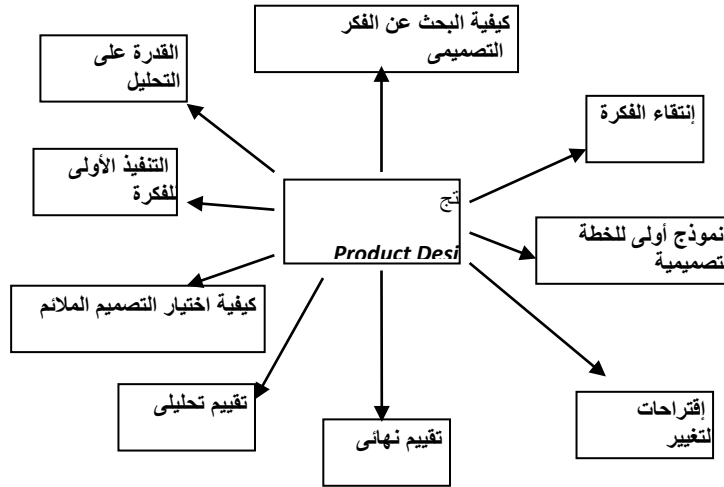 كيفية البحث عن الفكر
التصميمى
القدرة على
التحليل
إنتقاء الفكرة
التنفيذ الأولى
للفكرة
تج
Product Desi
نموذج أولى للخطة
تصميمية
كيفية اختيار التصميم الملائم
تقييم تحليلى
تقييم نهائى
إقتراحات
لتغيير